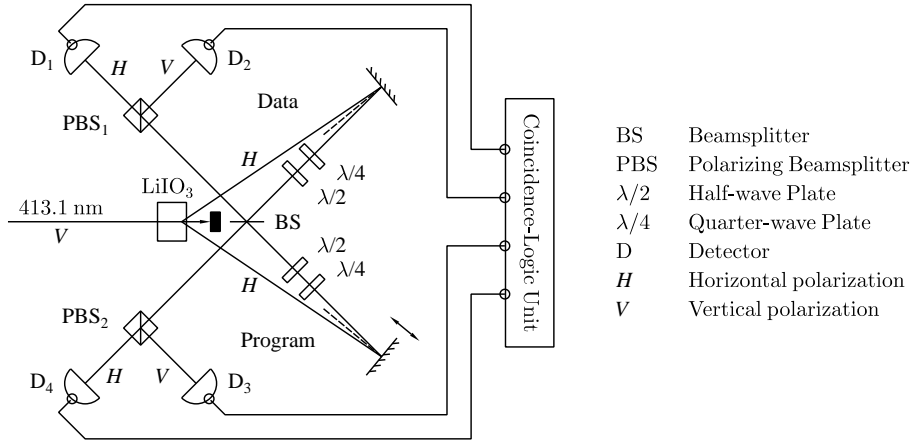 D1
H
V
D2
PBS1
Data
H
λ/4
λ/2
LiIO3
413.1 nm
V
BS
λ/2
λ/4
H
PBS2
Program
H
V
D4
D3
Coincidence-Logic Unit
BS Beamsplitter
PBS Polarizing Beamsplitter
λ/2 Half-wave Plate
λ/4 Quarter-wave Plate
D Detector
H Horizontal polarization
V Vertical polarization